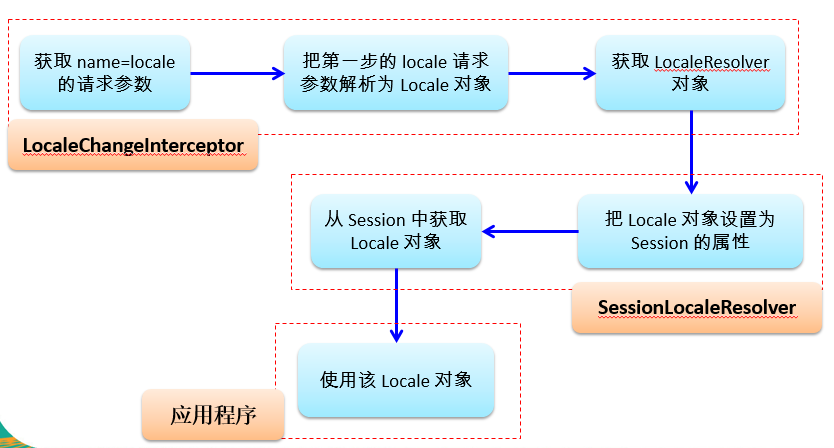 获取 name=locale
的请求参数
把第一步的 locale 请求
参数解析为 Locale 对象
获取 LocaleResolver
对象
LocaleChangeInterceptor
从 Session 中获取
Locale 对象
把 Locale 对象设置为
Session 的属性
SessionLocaleResolver
使用该 Locale 对象
应用程序